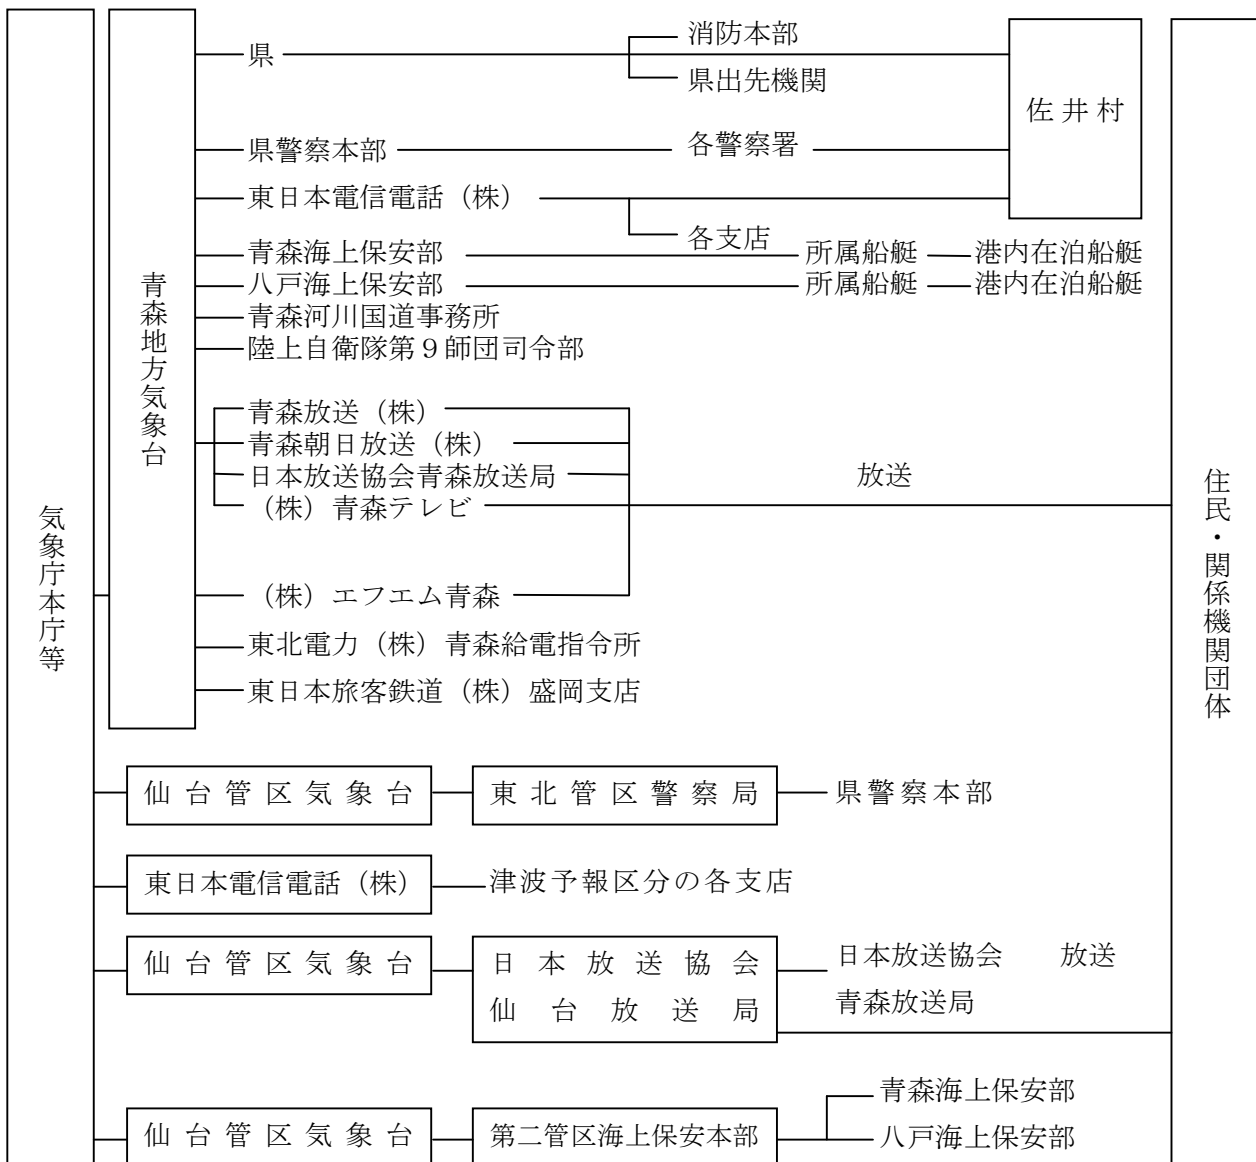 気象庁本庁等
青森地方気象台
県
消防本部
県出先機関
佐井村
県警察本部
各警察署
東日本電信電話（株）
各支店
青森海上保安部
所属船艇
港内在泊船艇
八戸海上保安部
所属船艇
港内在泊船艇
青森河川国道事務所
陸上自衛隊第９師団司令部
青森放送（株）
青森朝日放送（株）
日本放送協会青森放送局
（株）青森テレビ
放送
（株）エフエム青森
東北電力（株）青森給電指令所
東日本旅客鉄道（株）盛岡支店
住民・関係機関団体
仙台管区気象台
東北管区警察局
県警察本部
東日本電信電話（株）
津波予報区分の各支店
仙台管区気象台
日本放送協会
仙台放送局
日本放送協会
青森放送局
放送
仙台管区気象台
第二管区海上保安本部
青森海上保安部
八戸海上保安部